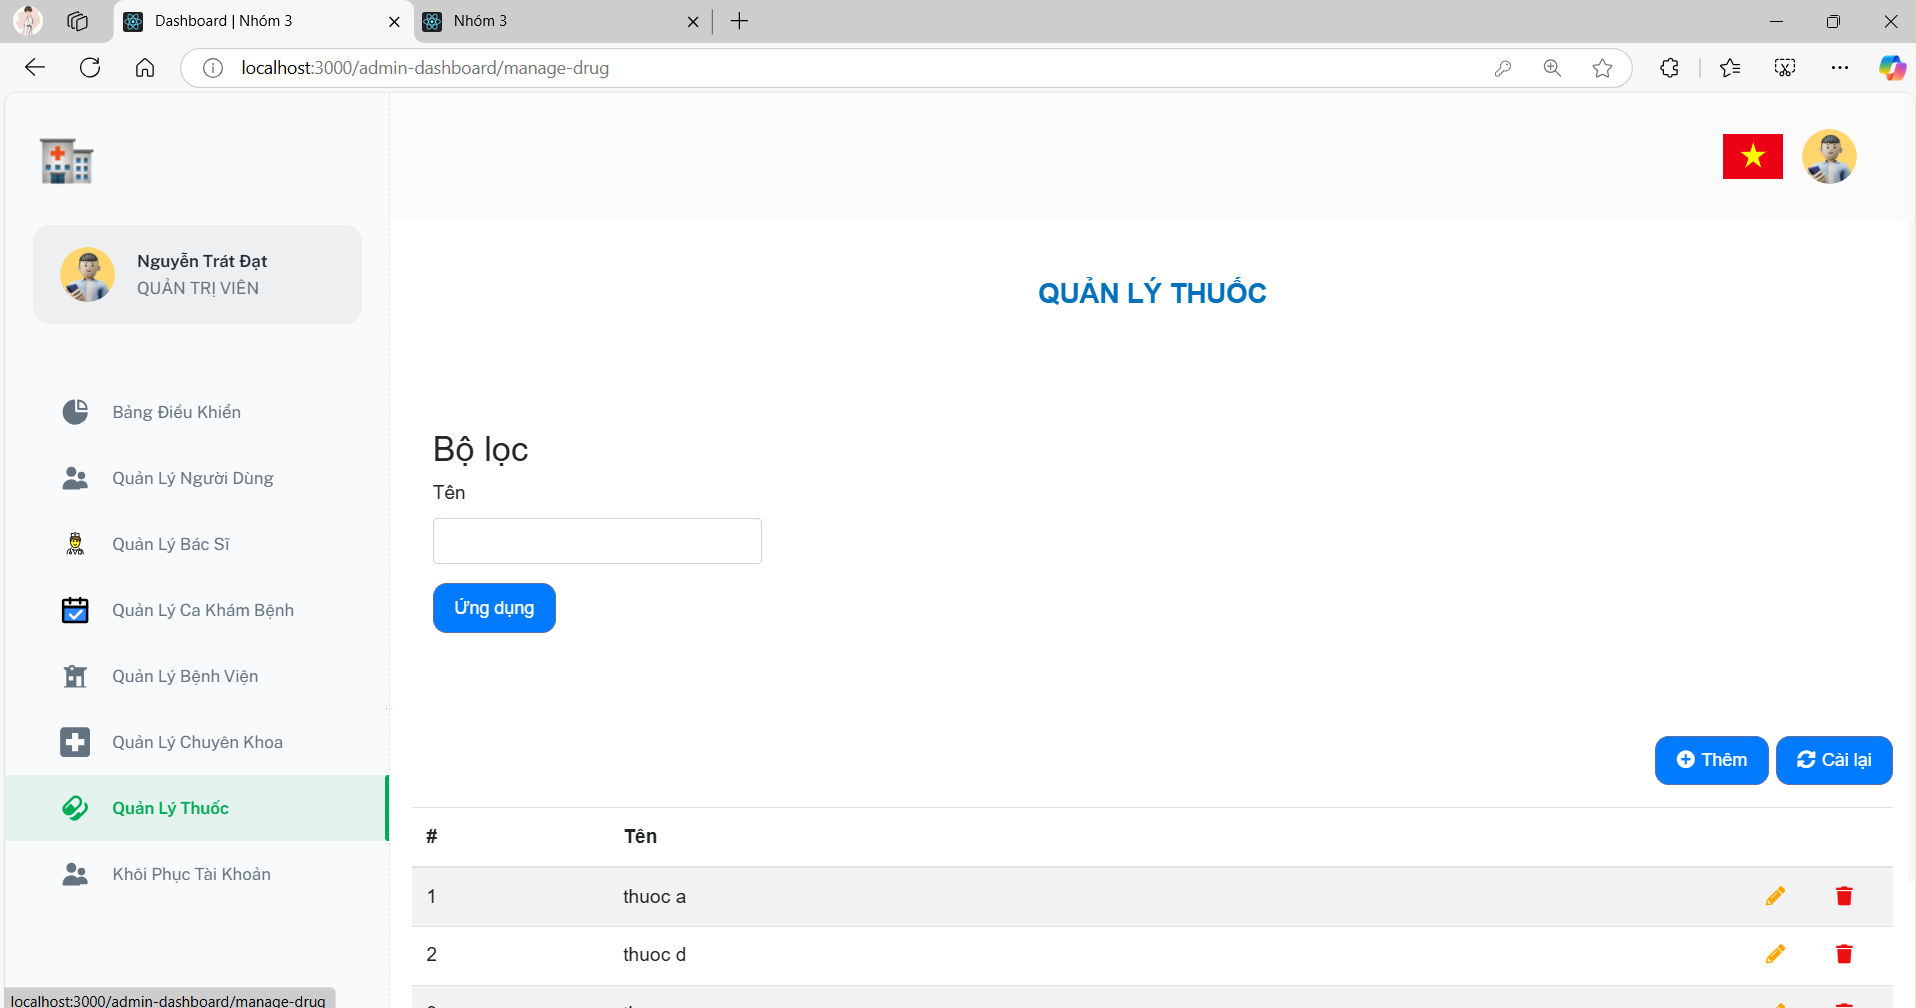 Dashboard | Nhóm 3
Nhóm 3
localhost:3000/admin-dashboard/manage-drug
Nguyễn Trát Đạt
QUẢN TRỊ VIÊN
Bảng Điều Khiển
Quản Lý Người Dùng
Quản Lý Bác Sĩ
Quản Lý Ca Khám Bệnh
Quản Lý Bệnh Viện
Quản Lý Chuyên Khoa
Quản Lý Thuốc
Khôi Phục Tài Khoản
QUẢN LÝ THUỐC
Bộ lọc
Tên
Ứng dụng
Thêm
Cài lại
# Tên
1 thuoc a
2 thuoc d
localhost:3000/admin-dashboard/manage-drug